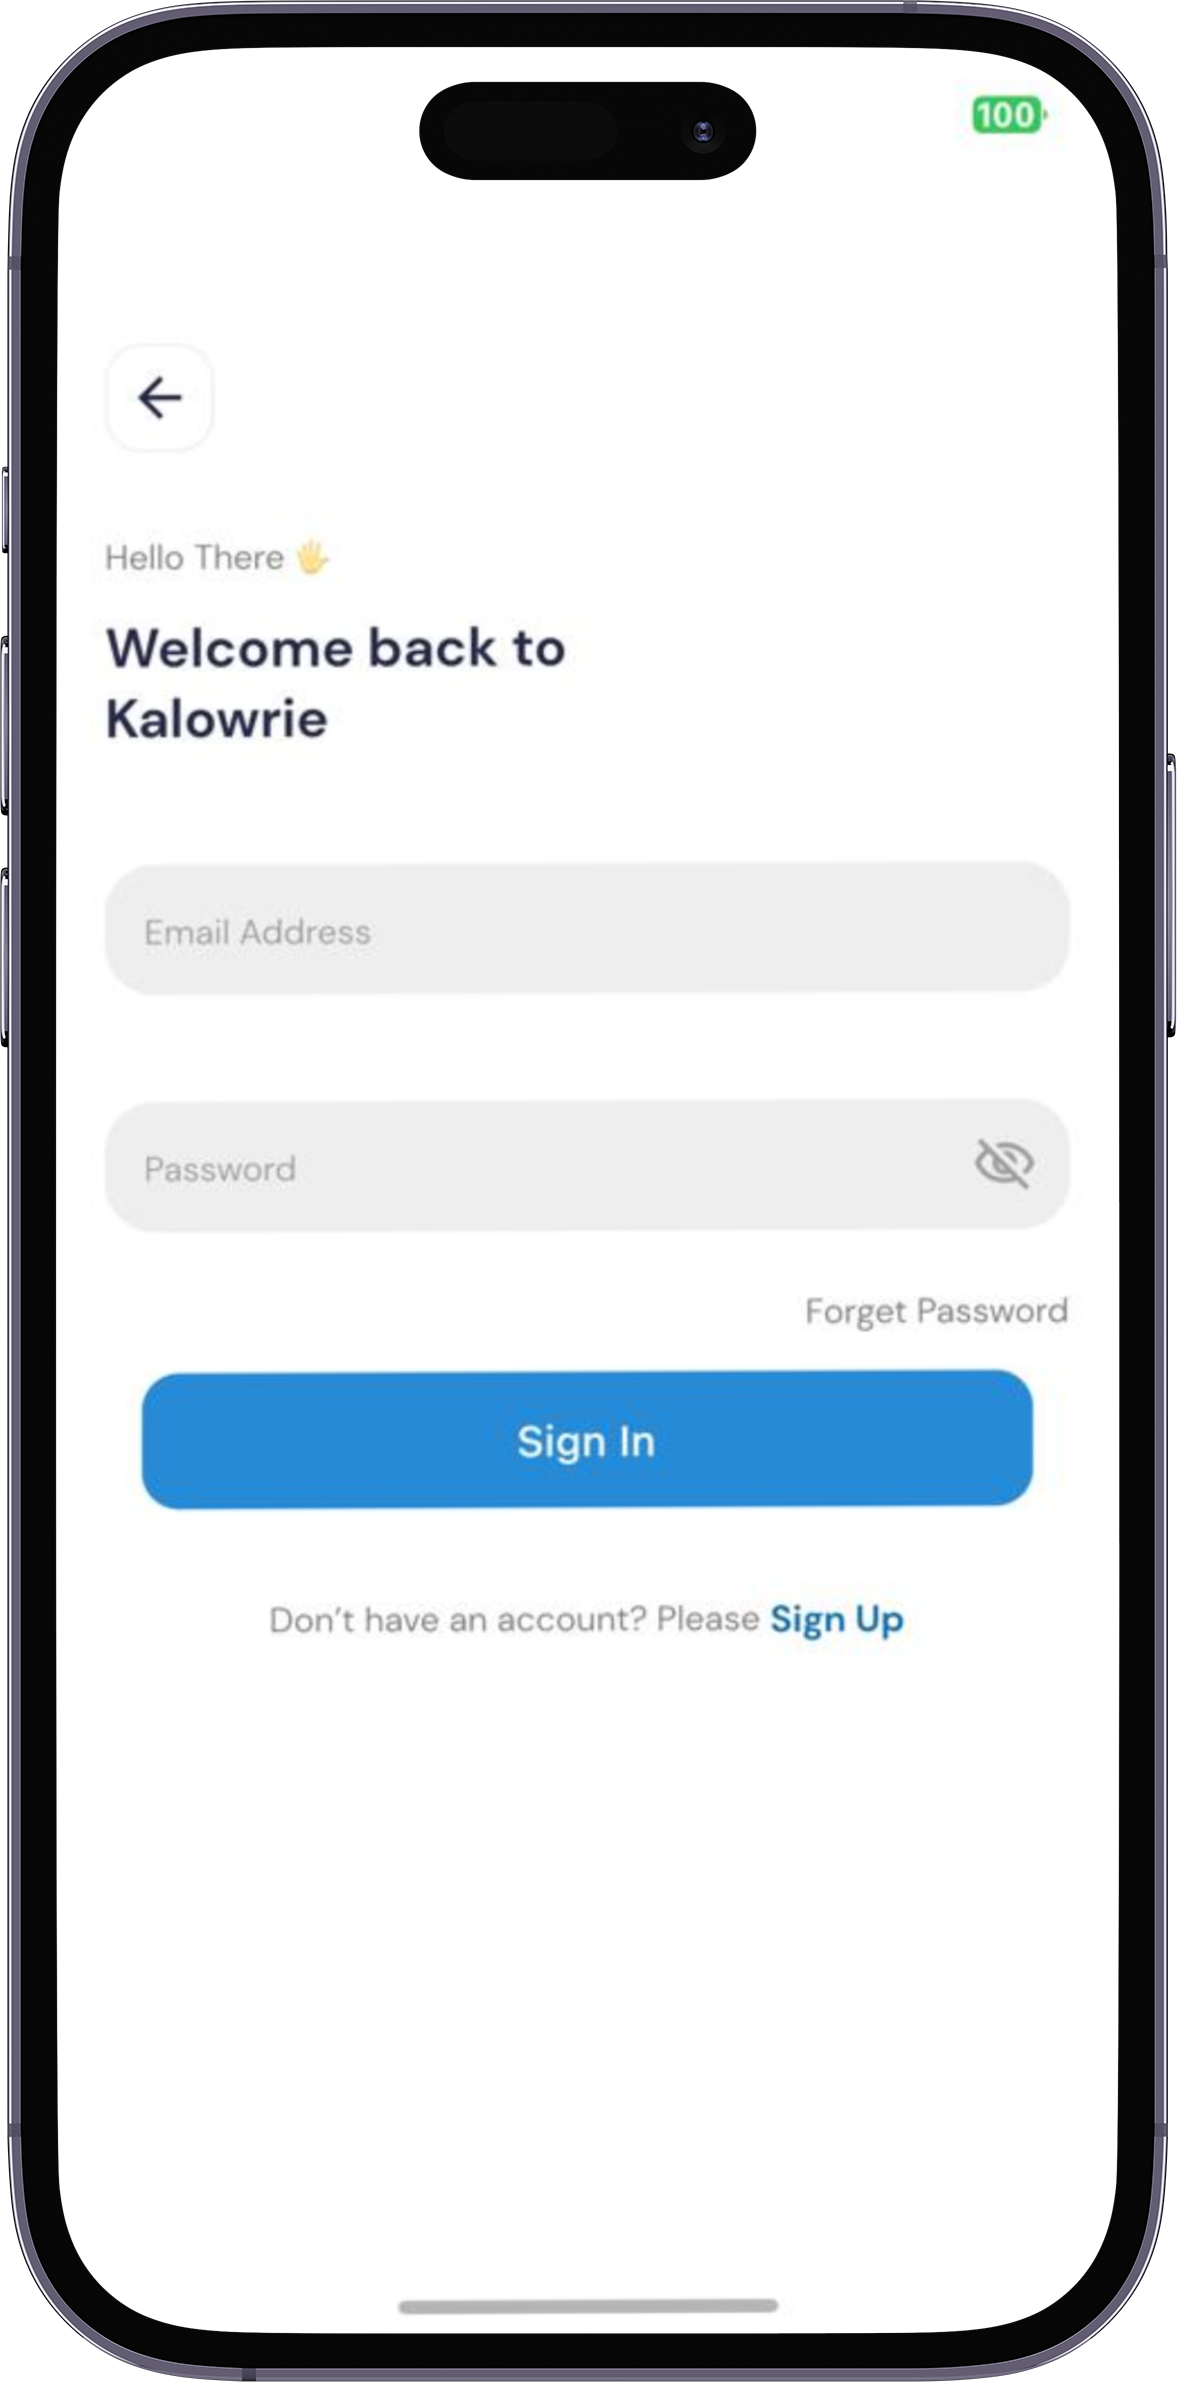 100
Hello There 🖐
Welcome back to
Kalowrie
Email Address
Password
Forget Password
Sign In
Don't have an account? Please Sign Up